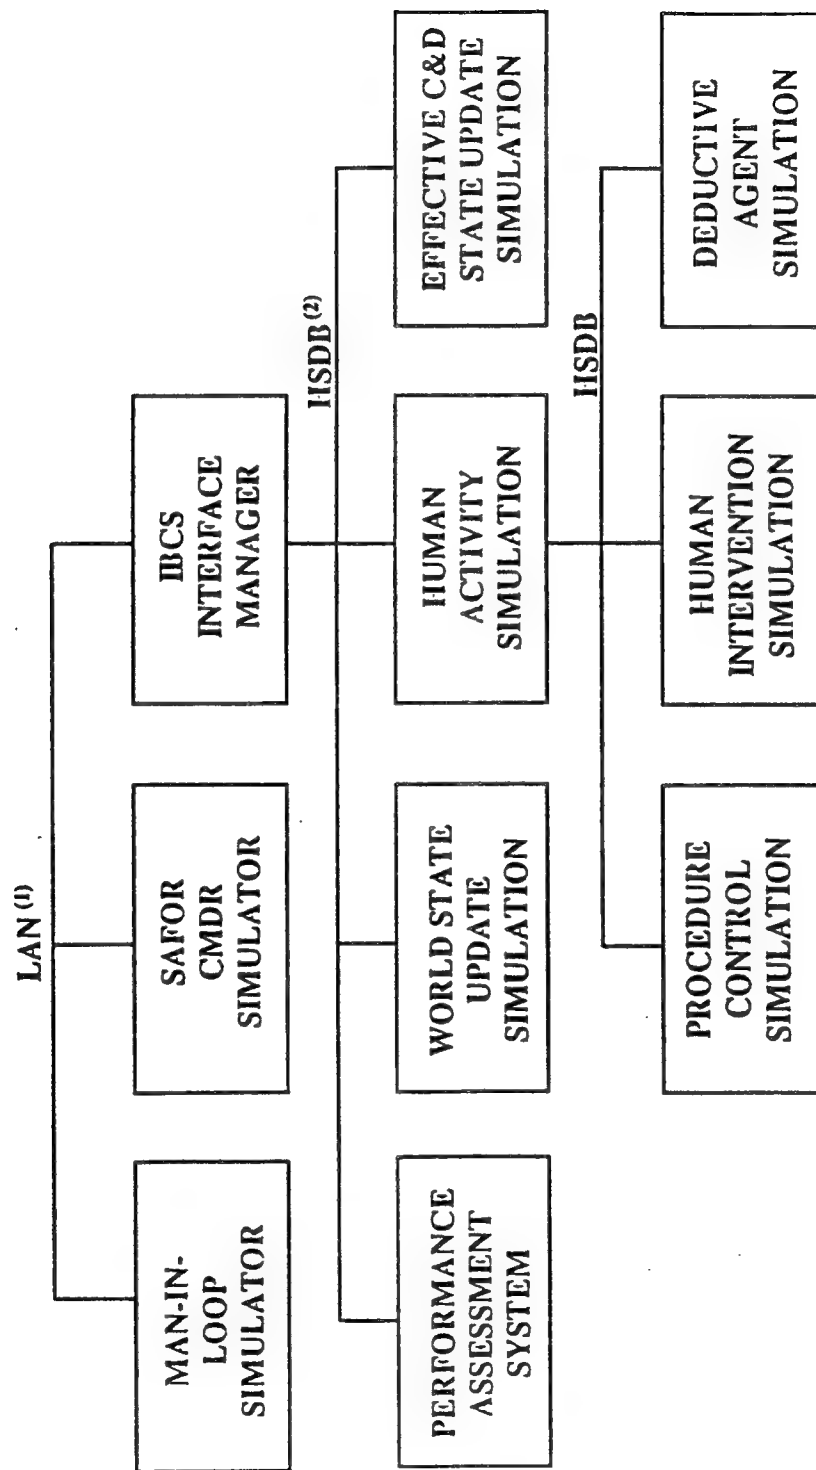 LAN (1)
MAN-IN-
LOOP
SIMULATOR
SAFOR
CMDR
SIMULATOR
IBCS
INTERFACE
MANAGER
HSDB (2)
PERFORMANCE
ASSESSMENT
SYSTEM
WORLD STATE
UPDATE
SIMULATION
HUMAN
ACTIVITY
SIMULATION
EFFECTIVE C&D
STATE UPDATE
SIMULATION
HSDB
PROCEDURE
CONTROL
SIMULATION
HUMAN
INTERVENTION
SIMULATION
DEDUCTIVE
AGENT
SIMULATION